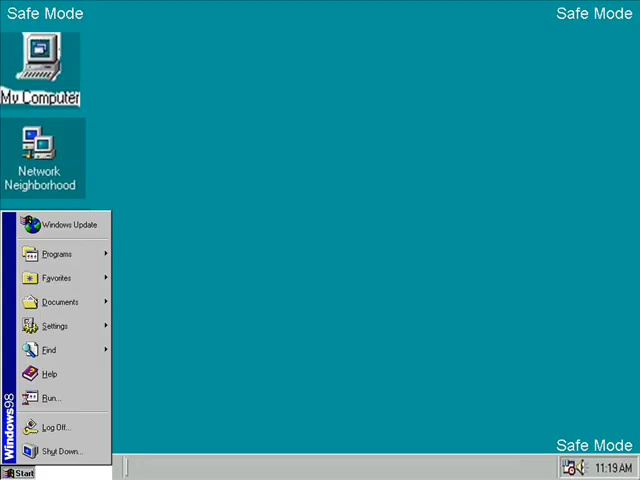 Safe Mode
Safe Mode
My Computer
Network
Neighborhood
Windows Update
Programs
Favorites
Documents
Settings
Find
Help
Run...
Log Off...
Shut Down...
Windows98
Safe Mode
Start
11:19 AM